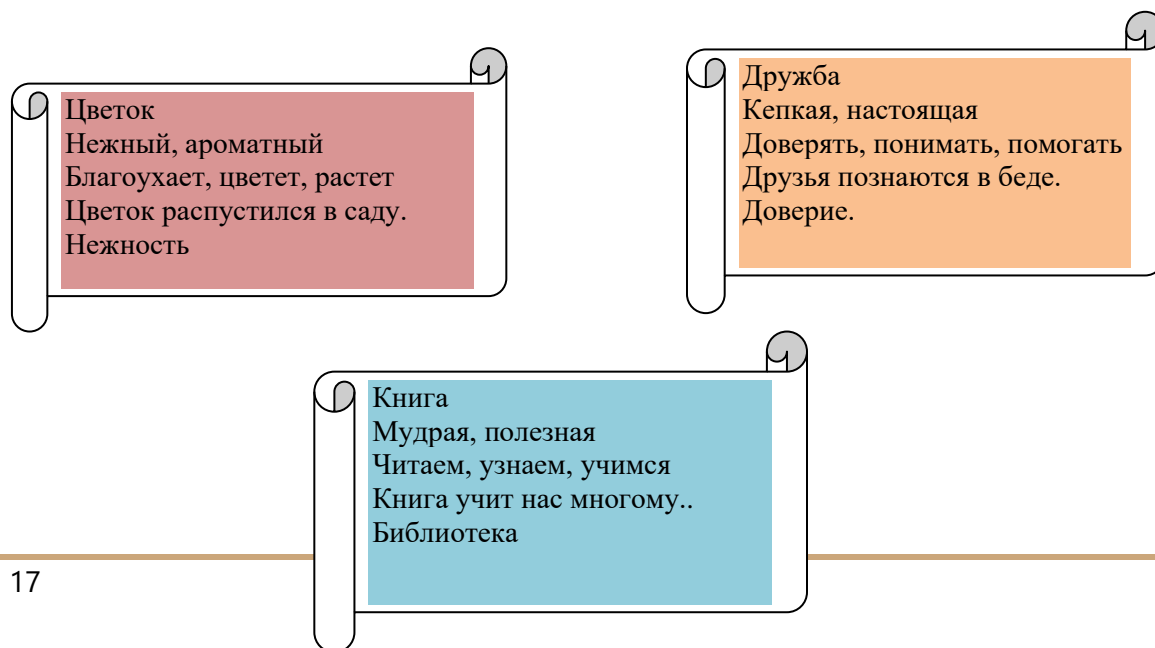 Цветок
Нежный, ароматный
Благоухает, цветет, растет
Цветок распустился в саду.
Нежность
Дружба
Кепкая, настоящая
Доверять, понимать, помогать
Друзья познаются в беде.
Доверие.
Книга
Мудрая, полезная
Читаем, узнаем, учимся
Книга учит нас многому..
Библиотека
17